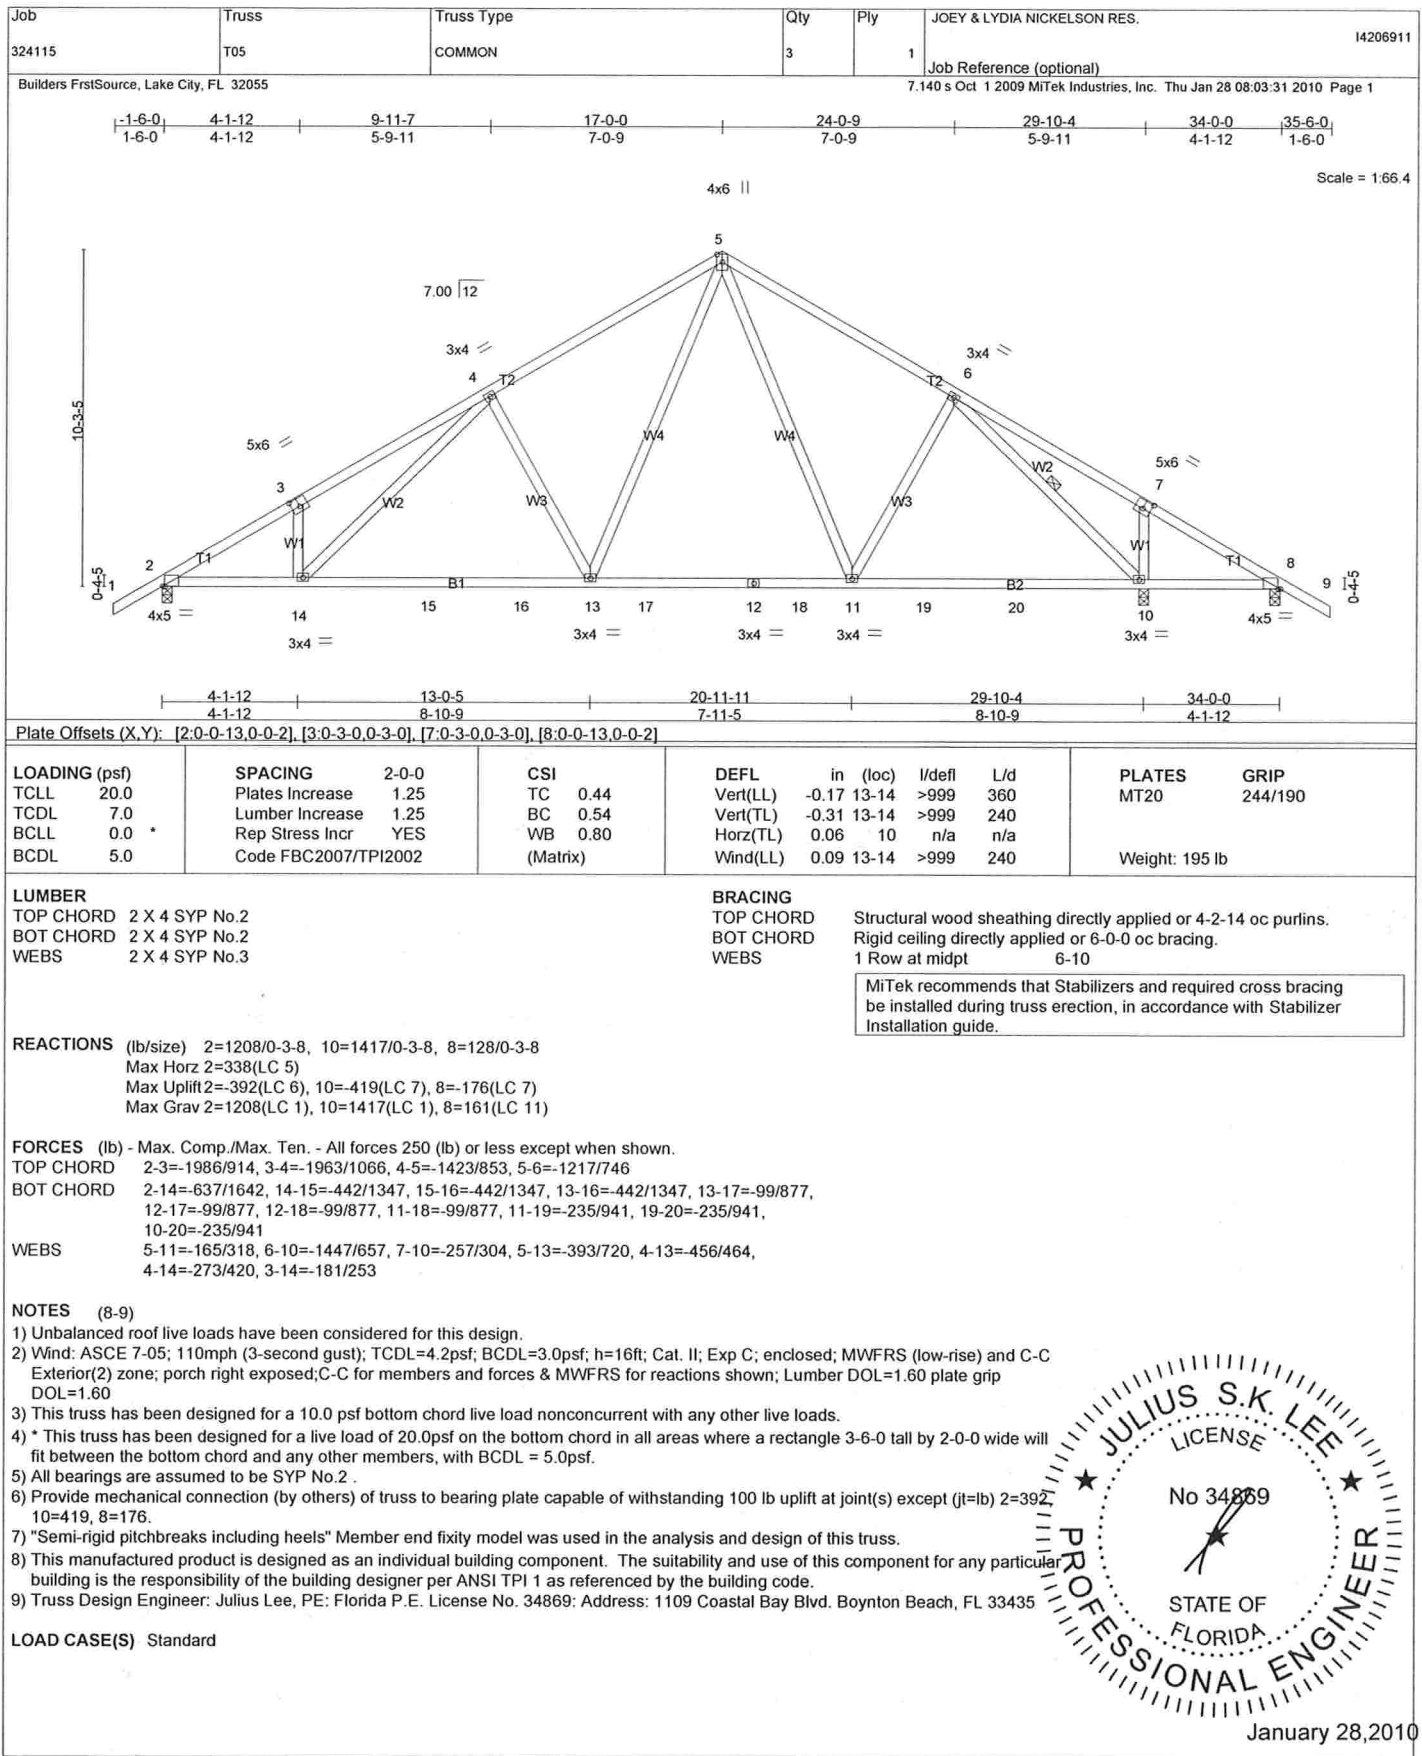 Job Truss Truss Type Qty Ply JOEY & LYDIA NICKELSON RES.
I4206911
324115 T05 COMMON 3 1
Job Reference (optional)
Builders FrstSource, Lake City, FL 32055 7.140 s Oct 1 2009 MiTek Industries, Inc. Thu Jan 28 08:03:31 2010 Page 1
-1-6-0 4-1-12 9-11-7 17-0-0 24-0-9 29-10-4 34-0-0 35-6-0
1-6-0 4-1-12 5-9-11 7-0-9 7-0-9 5-9-11 4-1-12 1-6-0
Scale = 1:66.4
4x6 ||
5
7.00 12
3x4 = 3x4 =
4 T2 T2 6
10-3-5
5x6 = W4 W4 5x6 =
3 W2 W3 W3 W2 7
W1 W1
2 T1 T1 8
0-4-5 1 B1 B2 9 0-4-5
4x5 = 14 15 16 13 17 12 18 11 19 20 10 4x5 =
3x4 = 3x4 = 3x4 = 3x4 = 3x4 =
4-1-12 13-0-5 20-11-11 29-10-4 34-0-0
4-1-12 8-10-9 7-11-5 8-10-9 4-1-12
Plate Offsets (X,Y): [2:0-0-13,0-0-2], [3:0-3-0,0-3-0], [7:0-3-0,0-3-0], [8:0-0-13,0-0-2]
LOADING (psf) SPACING 2-0-0 CSI DEFL in (loc) l/defl L/d PLATES GRIP
TCLL 20.0 Plates Increase 1.25 TC 0.44 Vert(LL) -0.17 13-14 >999 360 MT20 244/190
TCDL 7.0 Lumber Increase 1.25 BC 0.54 Vert(TL) -0.31 13-14 >999 240
BCLL 0.0 * Rep Stress Incr YES WB 0.80 Horz(TL) 0.06 10 n/a n/a
BCDL 5.0 Code FBC2007/TPI2002 (Matrix) Wind(LL) 0.09 13-14 >999 240 Weight: 195 lb
LUMBER BRACING
TOP CHORD 2 X 4 SYP No.2 TOP CHORD Structural wood sheathing directly applied or 4-2-14 oc purlins.
BOT CHORD 2 X 4 SYP No.2 BOT CHORD Rigid ceiling directly applied or 6-0-0 oc bracing.
WEBS 2 X 4 SYP No.3 WEBS 1 Row at midpt 6-10
MiTek recommends that Stabilizers and required cross bracing
be installed during truss erection, in accordance with Stabilizer
Installation guide.
REACTIONS (lb/size) 2=1208/0-3-8, 10=1417/0-3-8, 8=128/0-3-8
Max Horz 2=338(LC 5)
Max Uplift 2=-392(LC 6), 10=-419(LC 7), 8=-176(LC 7)
Max Grav 2=1208(LC 1), 10=1417(LC 1), 8=161(LC 11)
FORCES (lb) - Max. Comp./Max. Ten. - All forces 250 (lb) or less except when shown.
TOP CHORD 2-3=-1986/914, 3-4=-1963/1066, 4-5=-1423/853, 5-6=-1217/746
BOT CHORD 2-14=-637/1642, 14-15=-442/1347, 15-16=-442/1347, 13-16=-442/1347, 13-17=-99/877,
12-17=-99/877, 12-18=-99/877, 11-18=-99/877, 11-19=-235/941, 19-20=-235/941,
10-20=-235/941
WEBS 5-11=-165/318, 6-10=-1447/657, 7-10=-257/304, 5-13=-393/720, 4-13=-456/464,
4-14=-273/420, 3-14=-181/253
NOTES (8-9)
1) Unbalanced roof live loads have been considered for this design.
2) Wind: ASCE 7-05; 110mph (3-second gust); TCDL=4.2psf; BCDL=3.0psf; h=16ft; Cat. II; Exp C; enclosed; MWFRS (low-rise) and C-C
Exterior(2) zone; porch right exposed;C-C for members and forces & MWFRS for reactions shown; Lumber DOL=1.60 plate grip
DOL=1.60
3) This truss has been designed for a 10.0 psf bottom chord live load nonconcurrent with any other live loads.
4) * This truss has been designed for a live load of 20.0psf on the bottom chord in all areas where a rectangle 3-6-0 tall by 2-0-0 wide will
fit between the bottom chord and any other members, with BCDL = 5.0psf.
5) All bearings are assumed to be SYP No.2 .
6) Provide mechanical connection (by others) of truss to bearing plate capable of withstanding 100 lb uplift at joint(s) except (jt=lb) 2=392,
10=419, 8=176.
7) "Semi-rigid pitchbreaks including heels" Member end fixity model was used in the analysis and design of this truss.
8) This manufactured product is designed as an individual building component. The suitability and use of this component for any particular
building is the responsibility of the building designer per ANSI TPI 1 as referenced by the building code.
9) Truss Design Engineer: Julius Lee, PE: Florida P.E. License No. 34869: Address: 1109 Coastal Bay Blvd. Boynton Beach, FL 33435
LOAD CASE(S) Standard
JULIUS S.K. LEE
LICENSE
No 34869
STATE OF
FLORIDA
PROFESSIONAL ENGINEER
January 28,2010